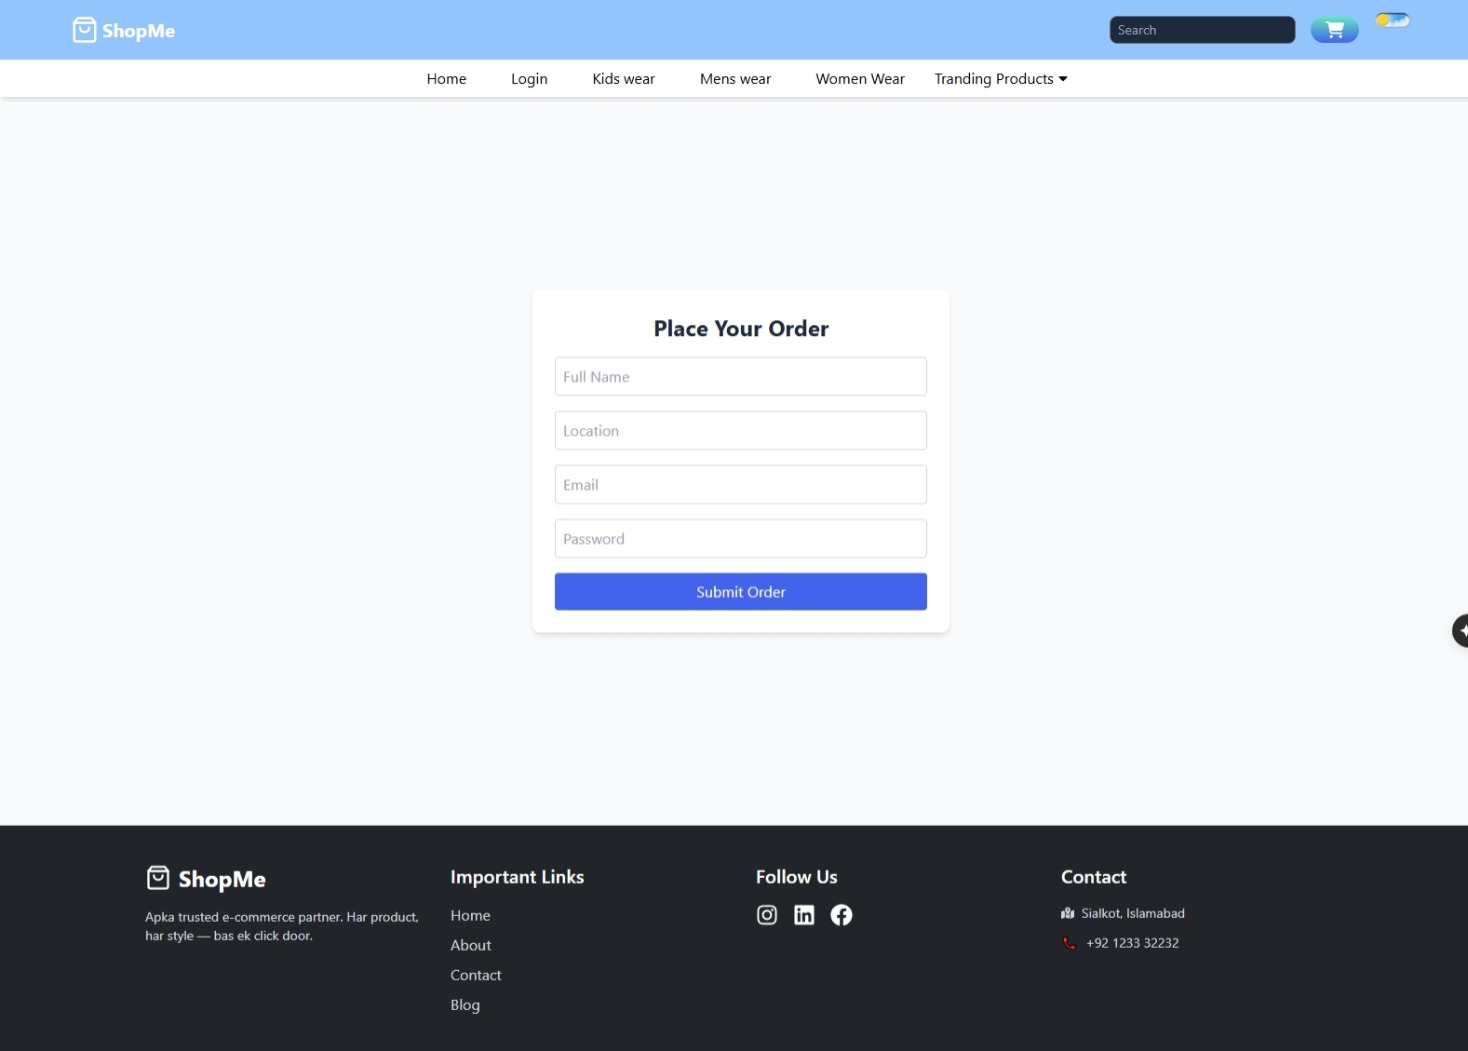 ShopMe
Search
Home
Login
Kids wear
Mens wear
Women Wear
Tranding Products
Place Your Order
Full Name
Location
Email
Password
Submit Order
ShopMe
Apka trusted e-commerce partner. Har product,
har style — bas ek click door.
Important Links
Home
About
Contact
Blog
Follow Us
Contact
Sialkot, Islamabad
+92 1233 32232